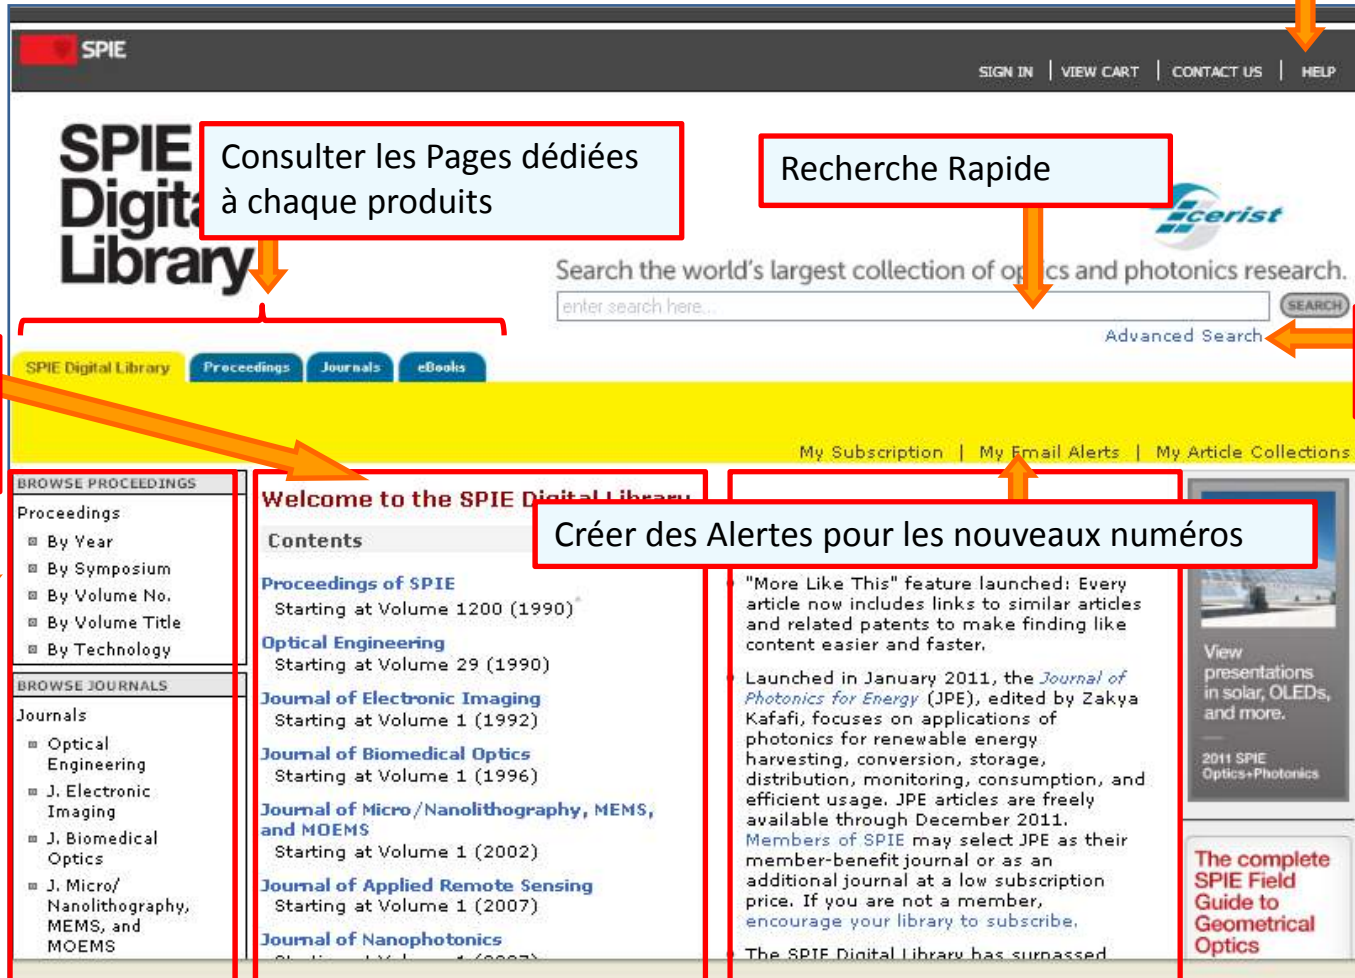 SPIE
SIGN IN | VIEW CART | CONTACT US | HELP
SPIE
Digital
Library
Consulter les Pages dédiées
à chaque produits
Recherche Rapide
cerist
Search the world's largest collection of optics and photonics research.
enter search here...
SEARCH
Advanced Search
SPIE Digital Library
Proceedings
Journals
eBooks
My Subscription | My Email Alerts | My Article Collections
BROWSE PROCEEDINGS
Proceedings
By Year
By Symposium
By Volume No.
By Volume Title
By Technology
BROWSE JOURNALS
Journals
Optical
Engineering
J. Electronic
Imaging
J. Biomedical
Optics
J. Micro/
Nanolithography,
MEMS, and
MOEMS
Welcome to the SPIE Digital Library
Créer des Alertes pour les nouveaux numéros
Contents
Proceedings of SPIE
Starting at Volume 1200 (1990)*
Optical Engineering
Starting at Volume 29 (1990)
Journal of Electronic Imaging
Starting at Volume 1 (1992)
Journal of Biomedical Optics
Starting at Volume 1 (1996)
Journal of Micro/Nanolithography, MEMS,
and MOEMS
Starting at Volume 1 (2002)
Journal of Applied Remote Sensing
Starting at Volume 1 (2007)
Journal of Nanophotonics
"More Like This" feature launched: Every
article now includes links to similar articles
and related patents to make finding like
content easier and faster.
Launched in January 2011, the Journal of
Photonics for Energy (JPE), edited by Zakya
Kafafi, focuses on applications of
photonics for renewable energy
harvesting, conversion, storage,
distribution, monitoring, consumption, and
efficient usage. JPE articles are freely
available through December 2011.
Members of SPIE may select JPE as their
member-benefit journal or as an
additional journal at a low subscription
price. If you are not a member,
encourage your library to subscribe.
The SPIE Digital Library has surpassed
View
presentations
in solar, OLEDs,
and more.
2011 SPIE
Optics+Photonics
The complete
SPIE Field
Guide to
Geometrical
Optics